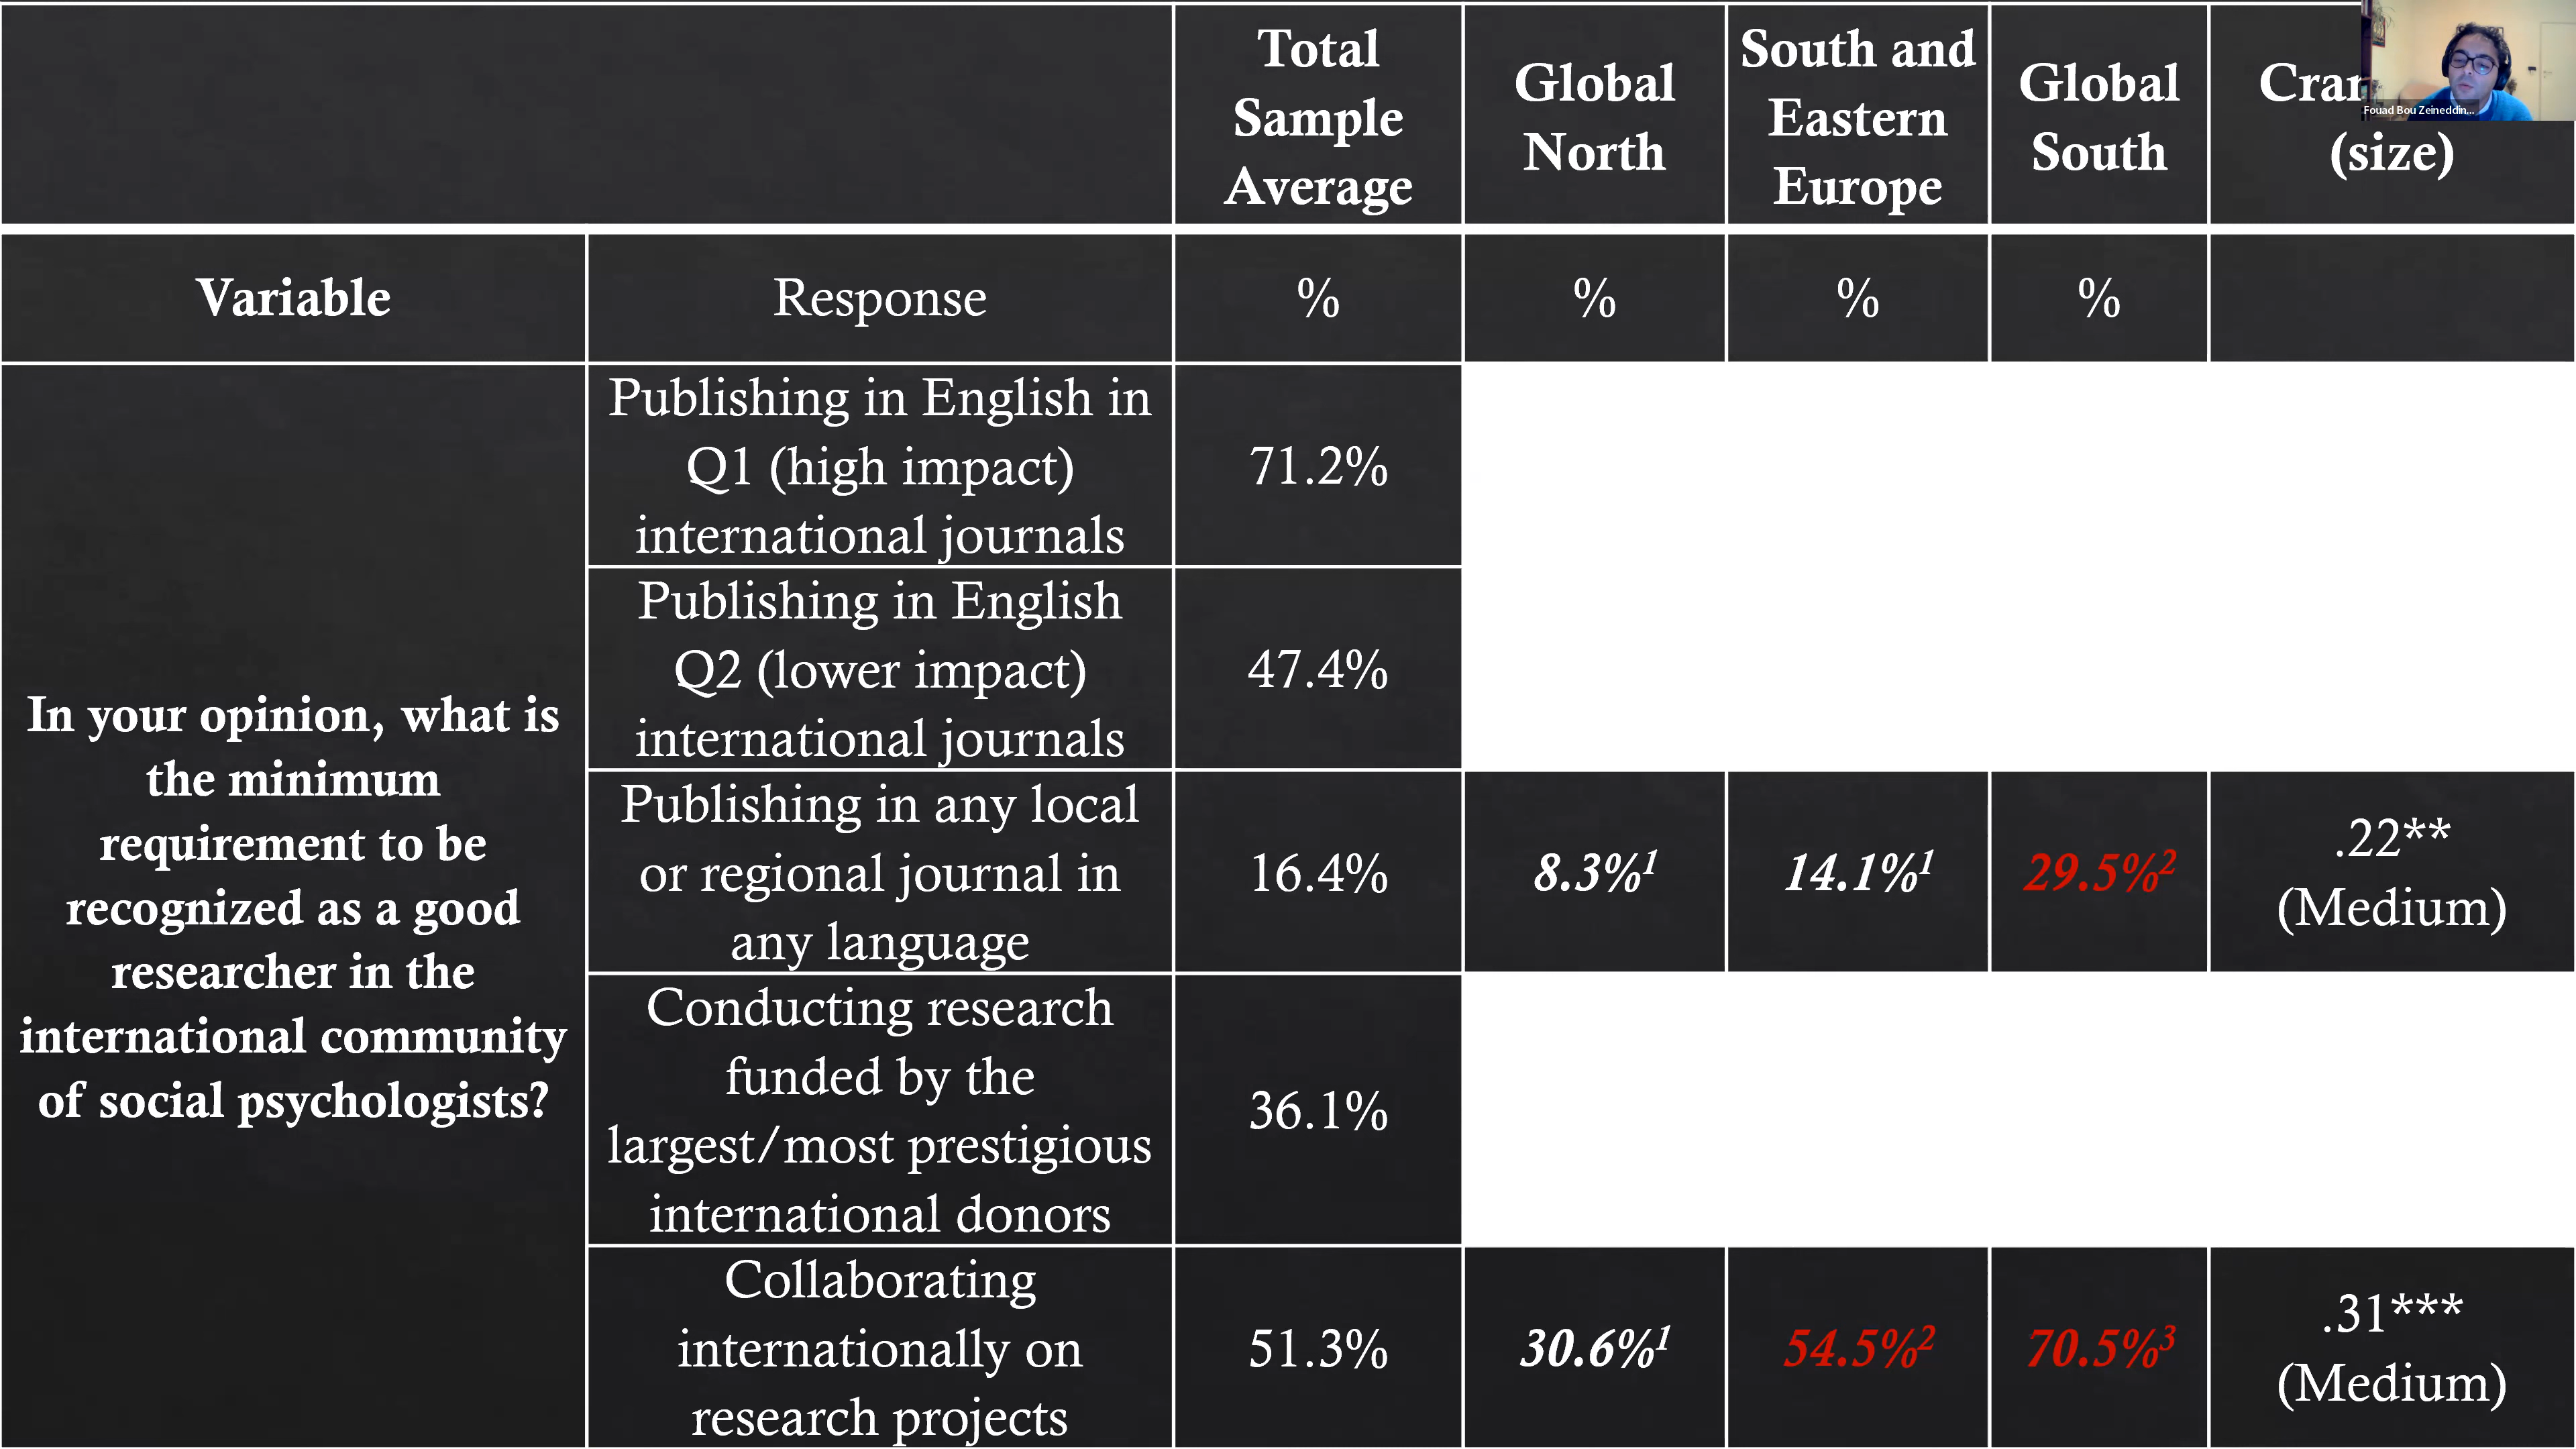 Total
Sample
Average
Global
North
South and
Eastern
Europe
Global
South
(size)
Fouad Bou Zeineddin...
Variable
Response
%
%
%
%
In your opinion, what is
the minimum
requirement to be
recognized as a good
researcher in the
international community
of social psychologists?
Publishing in English in
Q1 (high impact)
international journals
71.2%
Publishing in English
Q2 (lower impact)
international journals
47.4%
Publishing in any local
or regional journal in
any language
16.4%
8.3%¹
14.1%¹
29.5%²
.22**
(Medium)
Conducting research
funded by the
largest/most prestigious
international donors
36.1%
Collaborating
internationally on
research projects
51.3%
30.6%¹
54.5%²
70.5%³
.31***
(Medium)